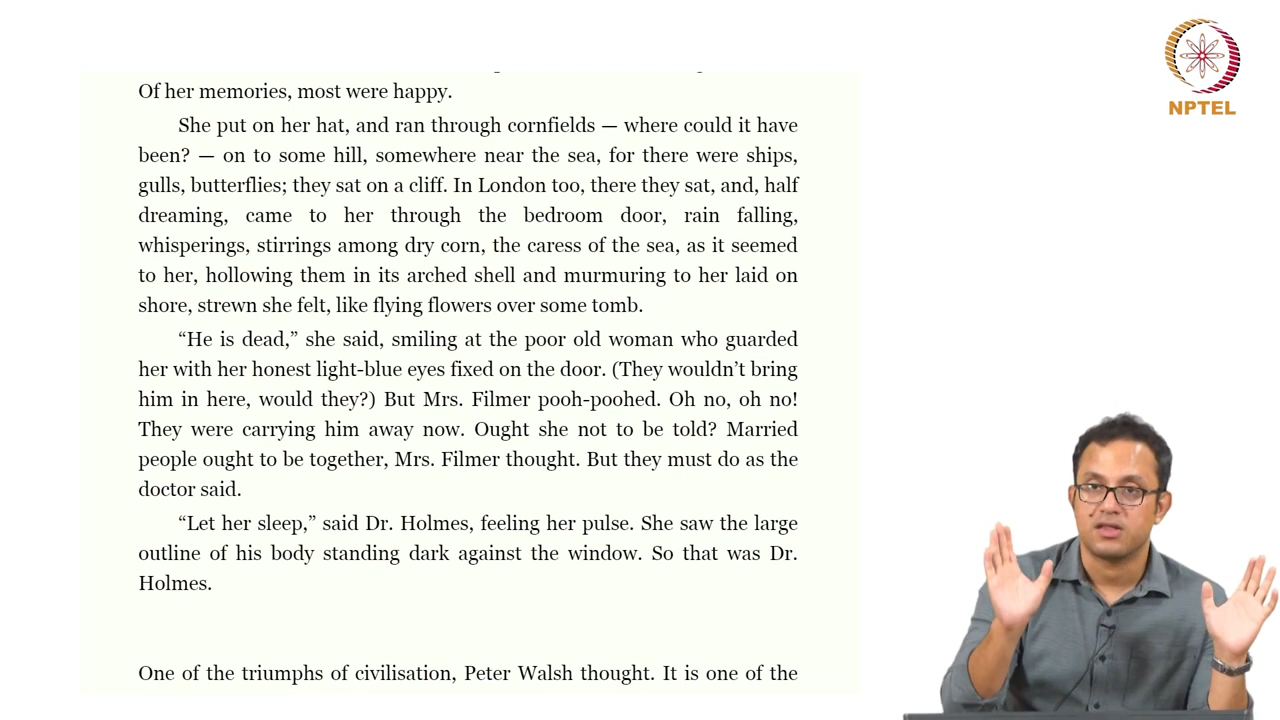 Of her memories, most were happy.
She put on her hat, and ran through cornfields — where could it have
been? — on to some hill, somewhere near the sea, for there were ships,
gulls, butterflies; they sat on a cliff. In London too, there they sat, and, half
dreaming, came to her through the bedroom door, rain falling,
whisperings, stirrings among dry corn, the caress of the sea, as it seemed
to her, hollowing them in its arched shell and murmuring to her laid on
shore, strewn she felt, like flying flowers over some tomb.
“He is dead,” she said, smiling at the poor old woman who guarded
her with her honest light-blue eyes fixed on the door. (They wouldn’t bring
him in here, would they?) But Mrs. Filmer pooh-poohed. Oh no, oh no!
They were carrying him away now. Ought she not to be told? Married
people ought to be together, Mrs. Filmer thought. But they must do as the
doctor said.
“Let her sleep,” said Dr. Holmes, feeling her pulse. She saw the large
outline of his body standing dark against the window. So that was Dr.
Holmes.
One of the triumphs of civilisation, Peter Walsh thought. It is one of the
NPTEL